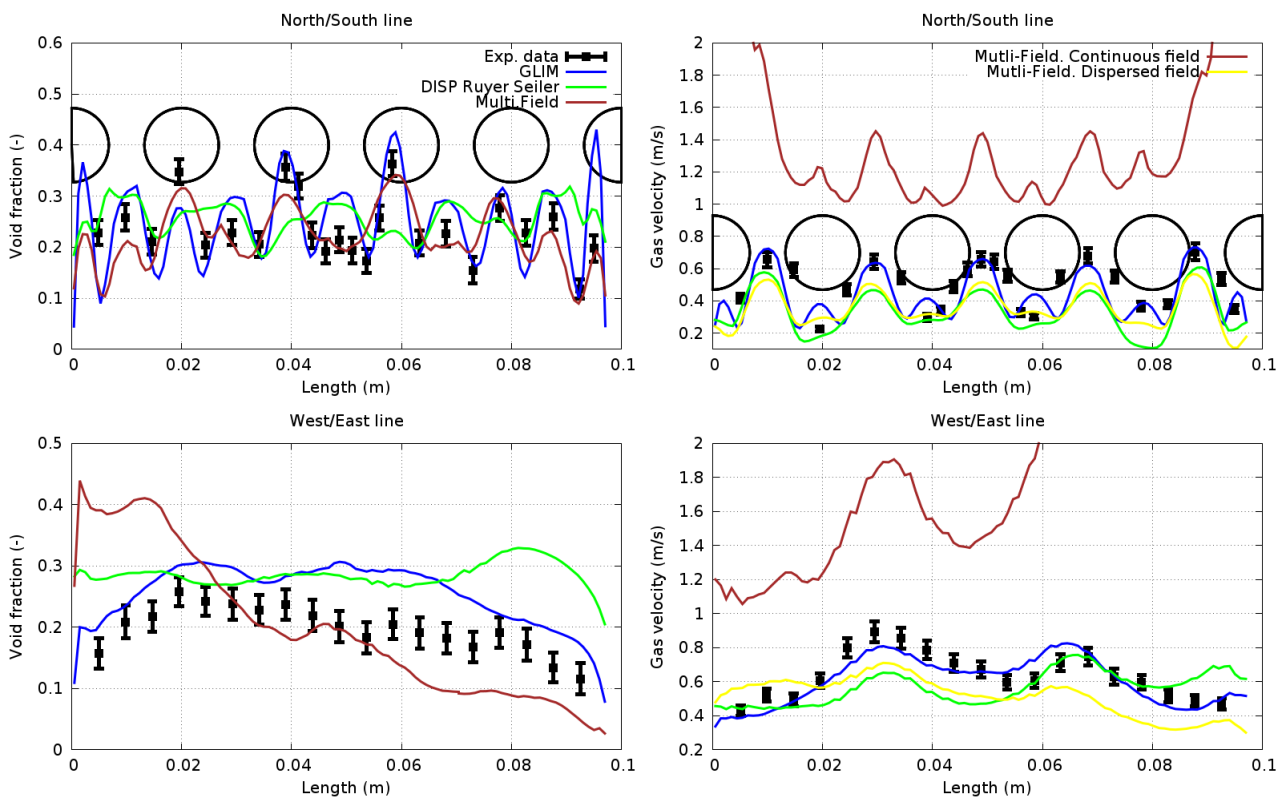 North/South line
0.6
0.5
0.4
0.3
0.2
0.1
0
Void fraction (-)
Exp. data
GLIM
DISP Ruyer Seiler
Multi Field
0 0.02 0.04 0.06 0.08 0.1
Length (m)
North/South line
2
1.8
1.6
1.4
1.2
1
0.8
0.6
0.4
0.2
Gas velocity (m/s)
Mutli-Field. Continuous field
Mutli-Field. Dispersed field
0 0.02 0.04 0.06 0.08 0.1
Length (m)
West/East line
0.5
0.4
0.3
0.2
0.1
0
Void fraction (-)
0 0.02 0.04 0.06 0.08 0.1
Length (m)
West/East line
2
1.8
1.6
1.4
1.2
1
0.8
0.6
0.4
0.2
Gas velocity (m/s)
0 0.02 0.04 0.06 0.08 0.1
Length (m)